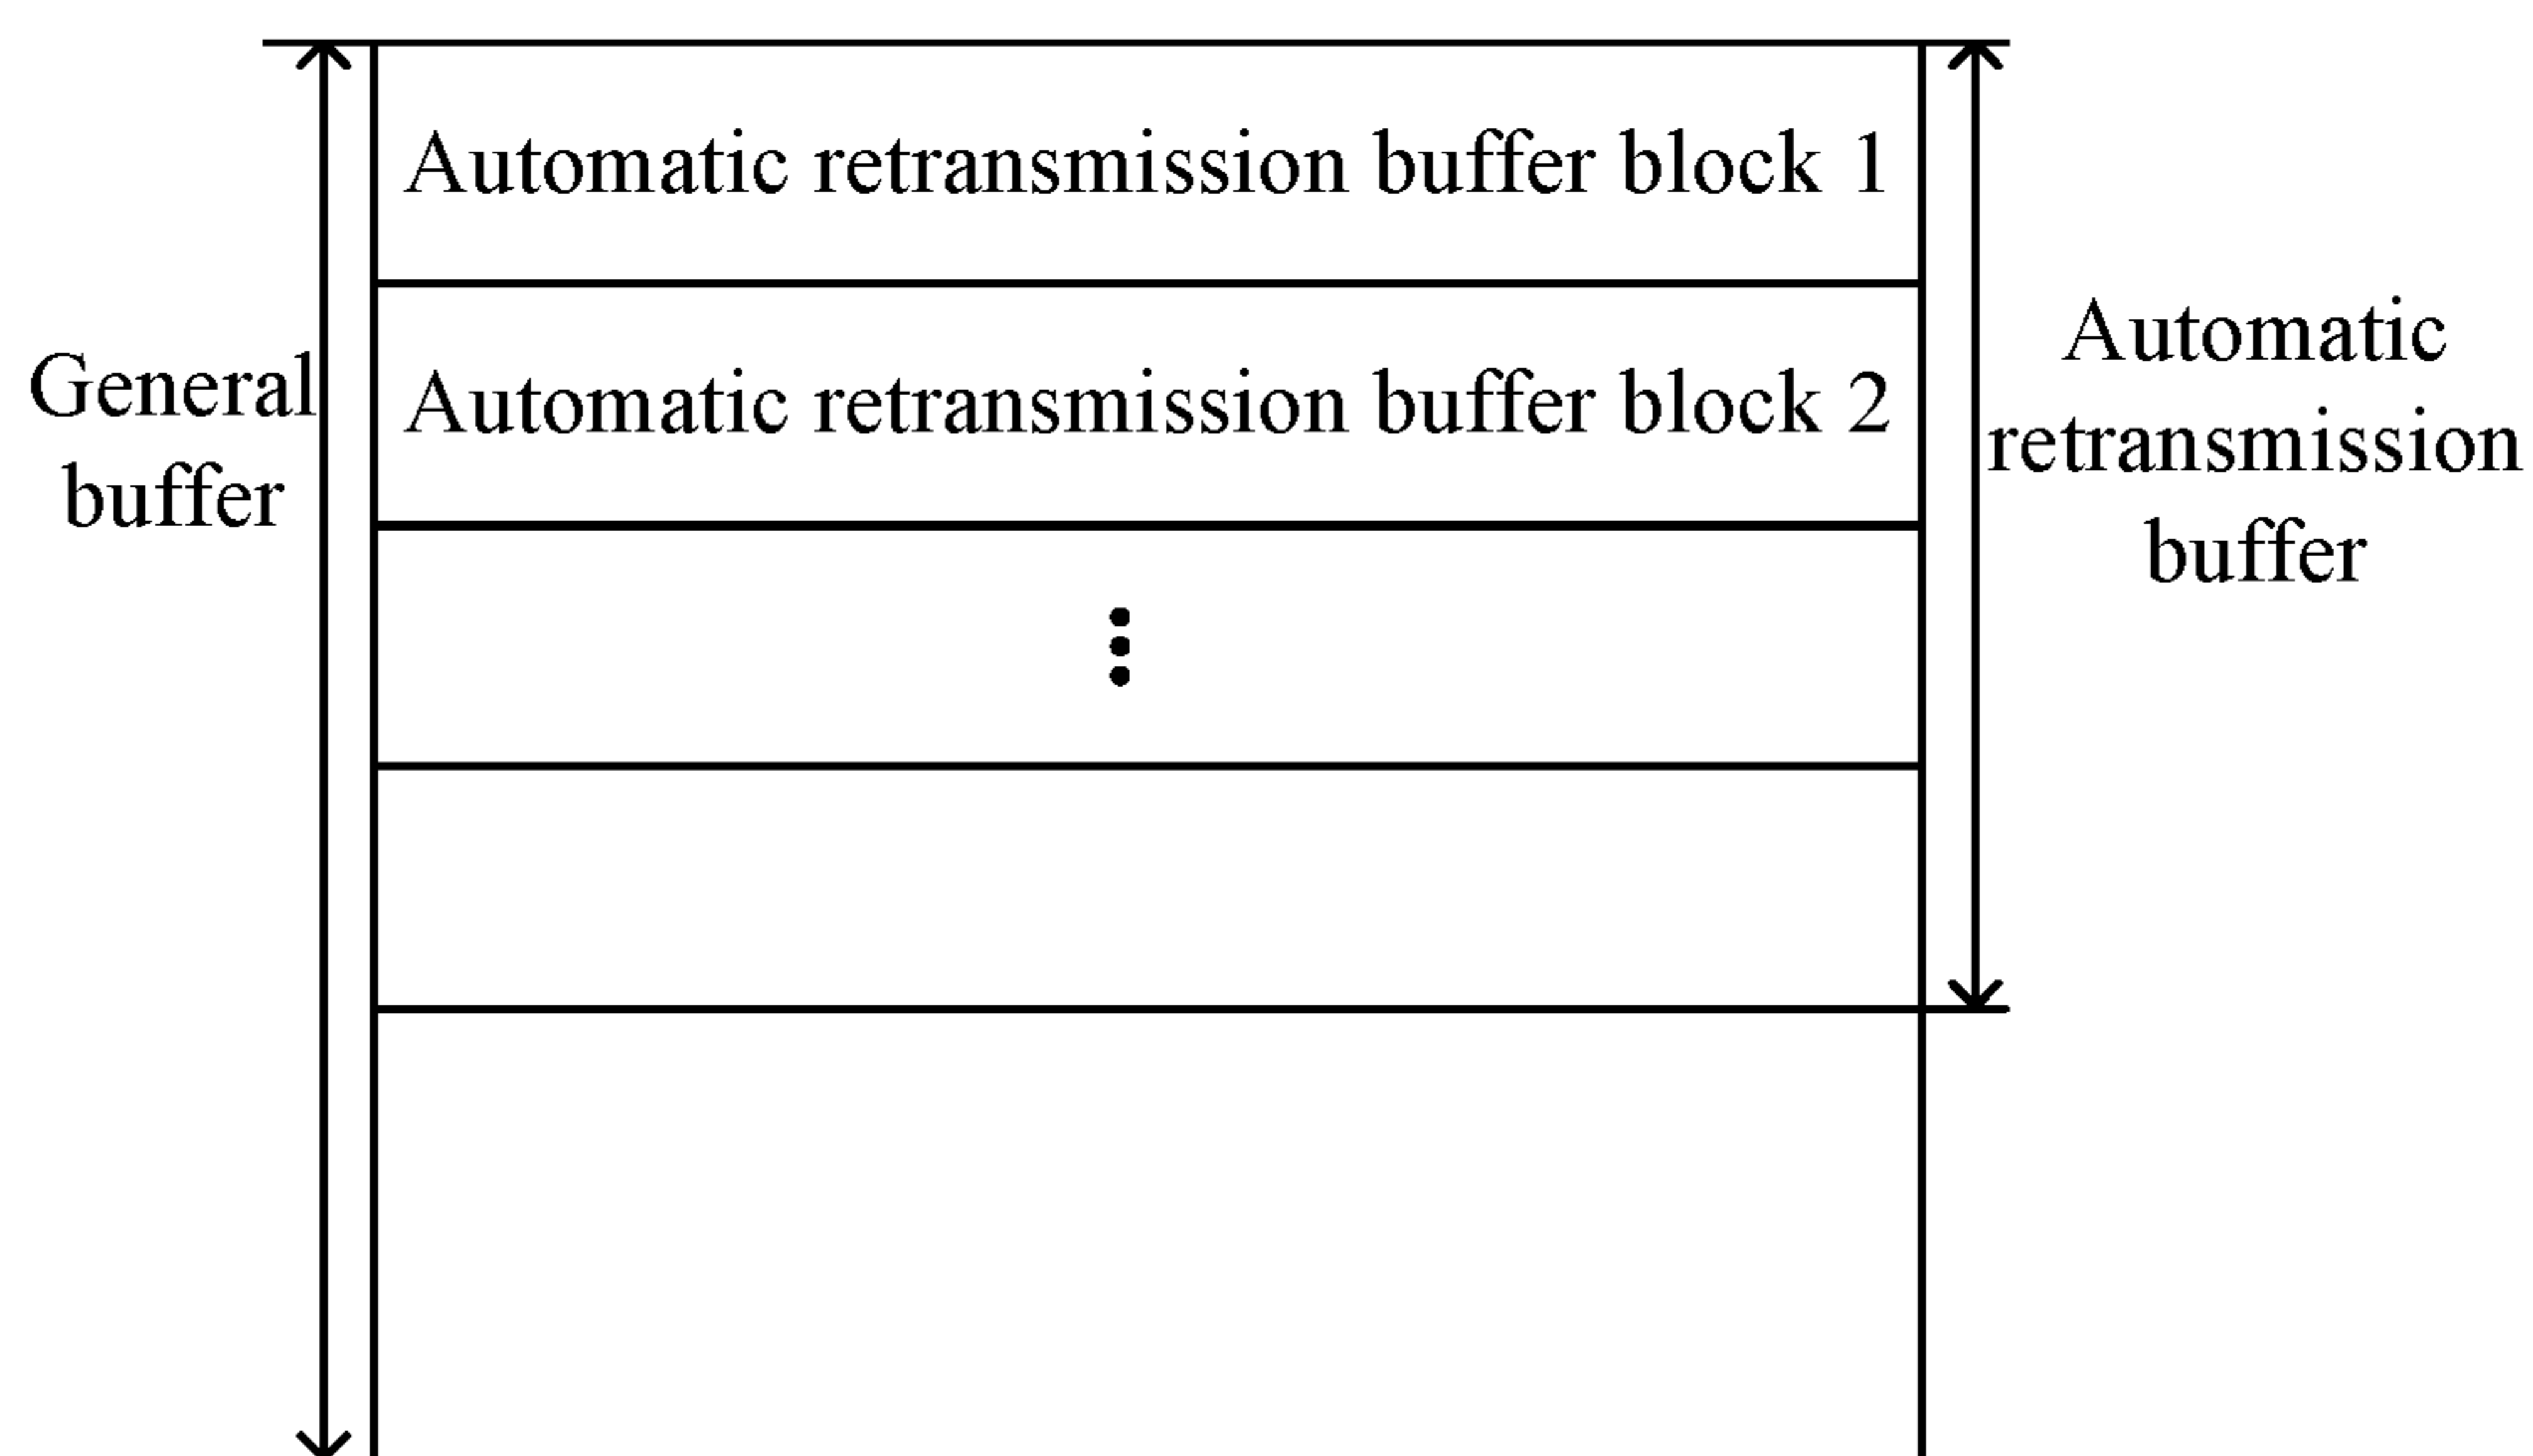 Automatic retransmission buffer block 1
Automatic retransmission buffer block 2
General
buffer
Automatic
retransmission
buffer